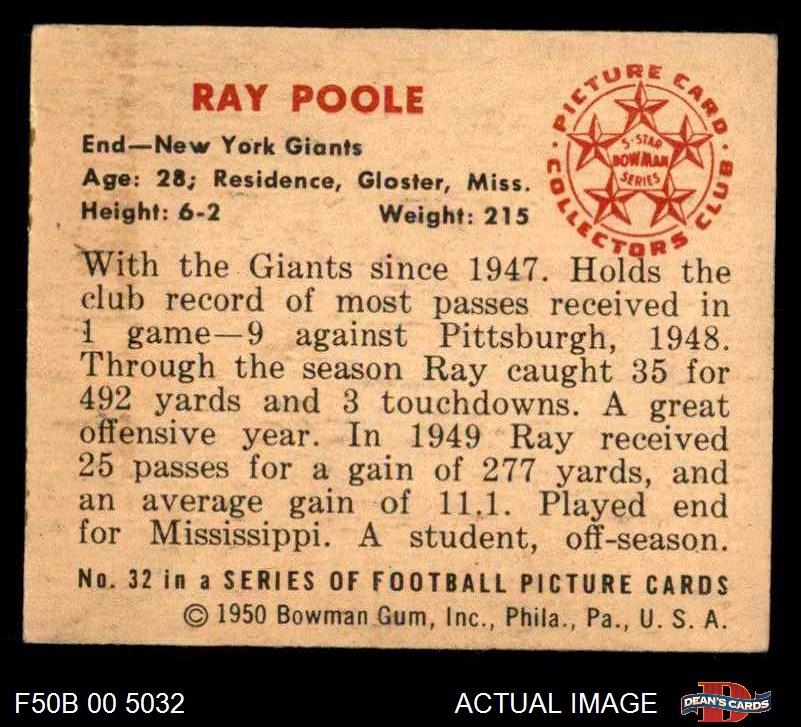 RAY POOLE
End—New York Giants
Age: 28; Residence, Gloster, Miss.
Height: 6-2 Weight: 215
PICTURE CARD
COLLECTORS CLUB
5-STAR
BOWMAN
SERIES
With the Giants since 1947. Holds the
club record of most passes received in
1 game—9 against Pittsburgh, 1948.
Through the season Ray caught 35 for
492 yards and 3 touchdowns. A great
offensive year. In 1949 Ray received
25 passes for a gain of 277 yards, and
an average gain of 11.1. Played end
for Mississippi. A student, off-season.
No. 32 in a SERIES OF FOOTBALL PICTURE CARDS
© 1950 Bowman Gum, Inc., Phila., Pa., U. S. A.
F50B 00 5032 ACTUAL IMAGE
DEAN'S CARDS